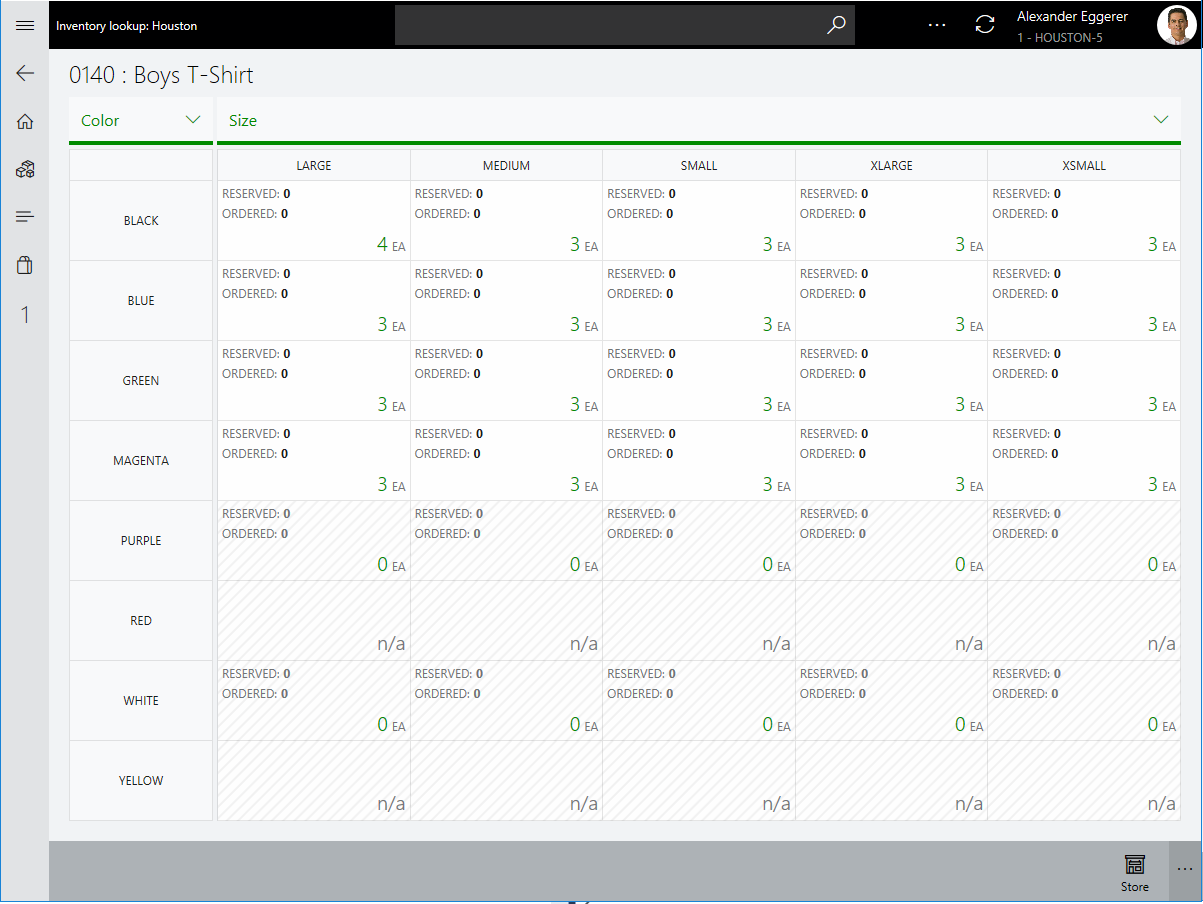 Inventory lookup: Houston
Alexander Eggerer
1 - HOUSTON-5
0140 : Boys T-Shirt
Color
Size
1
LARGE MEDIUM SMALL XLARGE XSMALL
BLACK
RESERVED: 0 RESERVED: 0 RESERVED: 0 RESERVED: 0 RESERVED: 0
ORDERED: 0 ORDERED: 0 ORDERED: 0 ORDERED: 0 ORDERED: 0
4 EA 3 EA 3 EA 3 EA 3 EA
BLUE
RESERVED: 0 RESERVED: 0 RESERVED: 0 RESERVED: 0 RESERVED: 0
ORDERED: 0 ORDERED: 0 ORDERED: 0 ORDERED: 0 ORDERED: 0
3 EA 3 EA 3 EA 3 EA 3 EA
GREEN
RESERVED: 0 RESERVED: 0 RESERVED: 0 RESERVED: 0 RESERVED: 0
ORDERED: 0 ORDERED: 0 ORDERED: 0 ORDERED: 0 ORDERED: 0
3 EA 3 EA 3 EA 3 EA 3 EA
MAGENTA
RESERVED: 0 RESERVED: 0 RESERVED: 0 RESERVED: 0 RESERVED: 0
ORDERED: 0 ORDERED: 0 ORDERED: 0 ORDERED: 0 ORDERED: 0
3 EA 3 EA 3 EA 3 EA 3 EA
PURPLE
RESERVED: 0 RESERVED: 0 RESERVED: 0 RESERVED: 0 RESERVED: 0
ORDERED: 0 ORDERED: 0 ORDERED: 0 ORDERED: 0 ORDERED: 0
0 EA 0 EA 0 EA 0 EA 0 EA
RED
n/a n/a n/a n/a n/a
WHITE
RESERVED: 0 RESERVED: 0 RESERVED: 0 RESERVED: 0 RESERVED: 0
ORDERED: 0 ORDERED: 0 ORDERED: 0 ORDERED: 0 ORDERED: 0
0 EA 0 EA 0 EA 0 EA 0 EA
YELLOW
n/a n/a n/a n/a n/a
Store